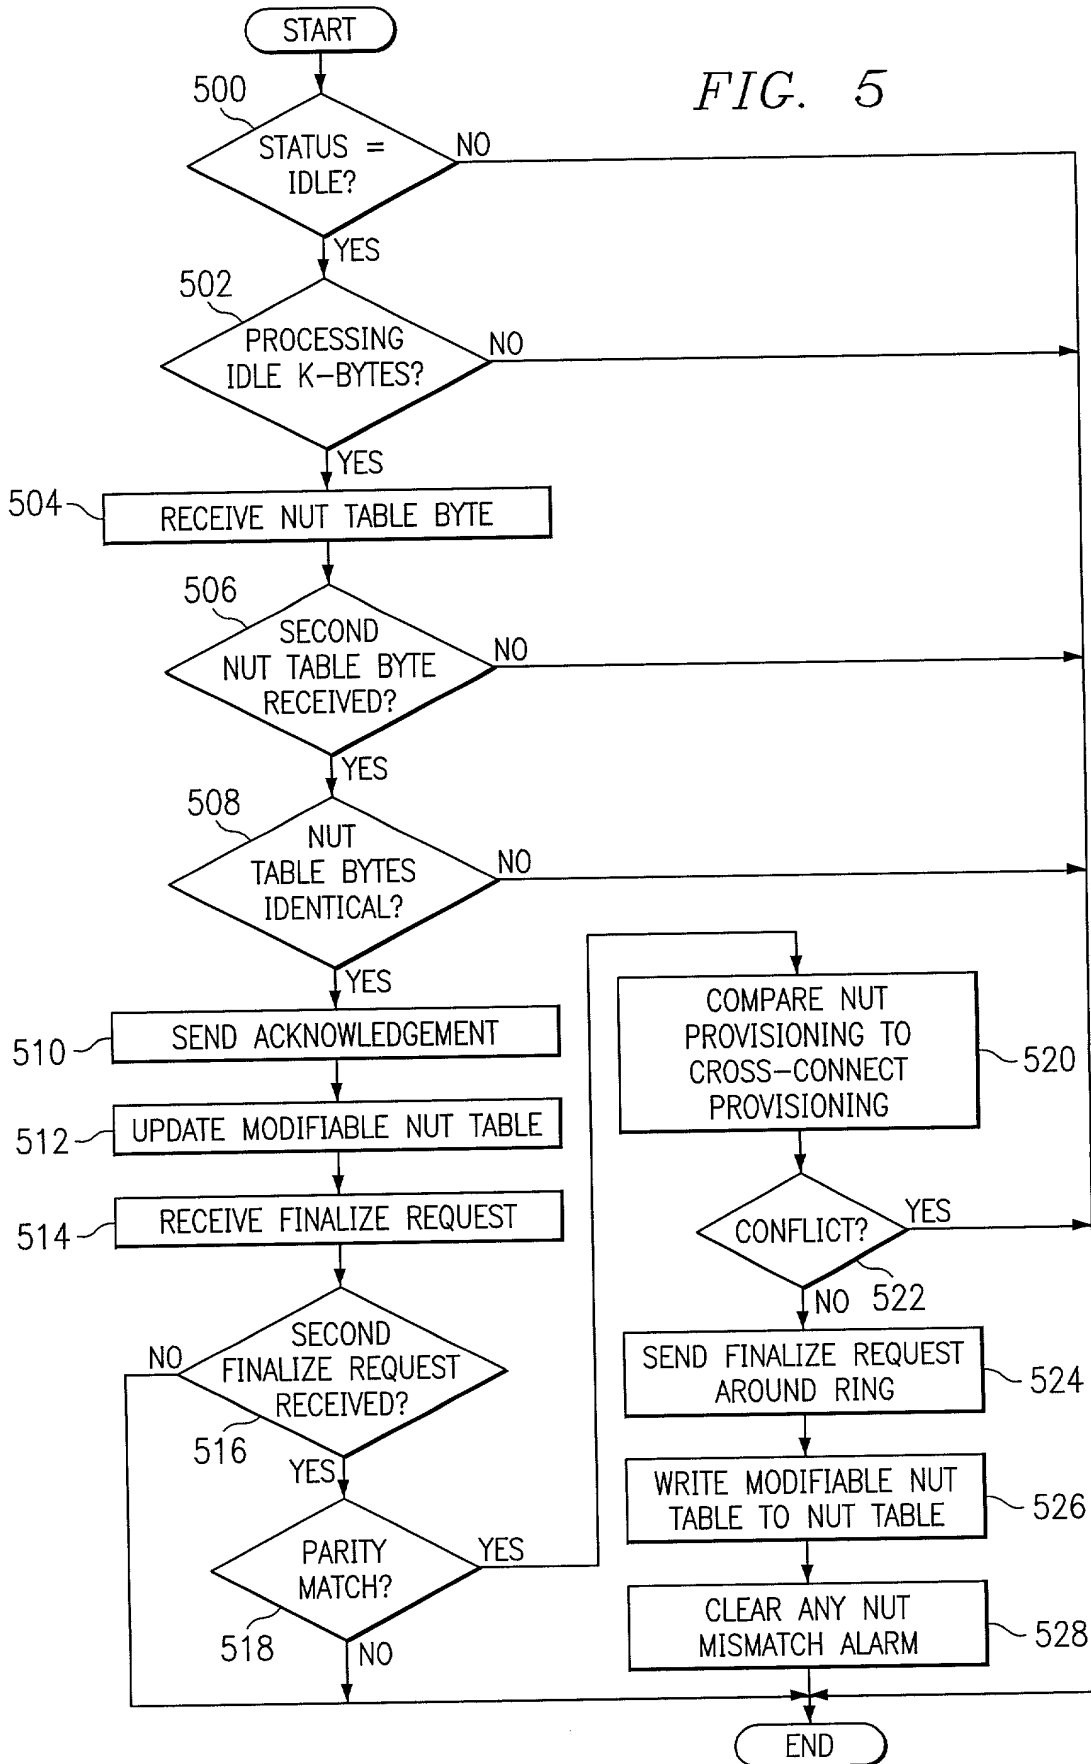 START
FIG. 5
500
STATUS =
IDLE?
NO
YES
502
PROCESSING
IDLE K-BYTES?
NO
YES
504
RECEIVE NUT TABLE BYTE
506
SECOND
NUT TABLE BYTE
RECEIVED?
NO
YES
508
NUT
TABLE BYTES
IDENTICAL?
NO
YES
510
SEND ACKNOWLEDGEMENT
512
UPDATE MODIFIABLE NUT TABLE
514
RECEIVE FINALIZE REQUEST
NO
SECOND
FINALIZE REQUEST
RECEIVED?
516
YES
PARITY
MATCH?
YES
518
NO
COMPARE NUT
PROVISIONING TO
CROSS-CONNECT
PROVISIONING
520
CONFLICT?
YES
522
NO
SEND FINALIZE REQUEST
AROUND RING
524
WRITE MODIFIABLE NUT
TABLE TO NUT TABLE
526
CLEAR ANY NUT
MISMATCH ALARM
528
END